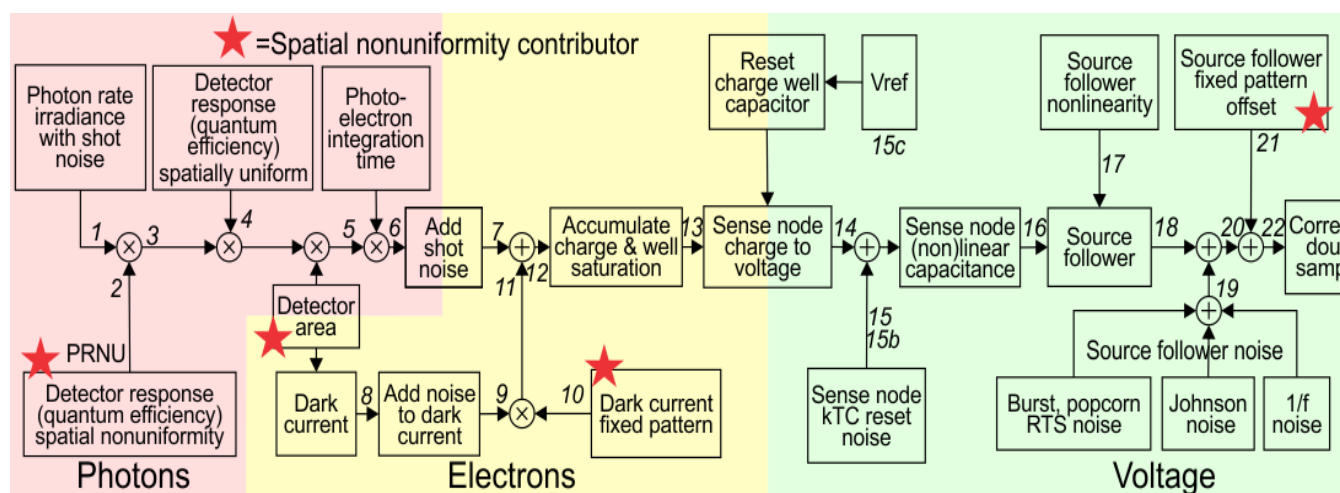 =Spatial nonuniformity contributor
Photon rate
irradiance
with shot
noise
Detector
response
(quantum
efficiency)
spatially uniform
Photo-
electron
integration
time
Reset
charge well
capacitor
Vref
15c
Source
follower
nonlinearity
Source follower
fixed pattern
offset
17
21
1
3
4
5
6
Add
shot
noise
7
12
Accumulate
charge & well
saturation
13
Sense node
charge to
voltage
14
Sense node
(non)linear
capacitance
16
Source
follower
18
20
22
Corre
dou
samp
2
11
19
Detector
area
15
15b
PRNU
Detector response
(quantum efficiency)
spatial nonuniformity
Dark
current
8
Add noise
to dark
current
9
10
Dark current
fixed pattern
Sense node
kTC reset
noise
Source follower noise
Burst, popcorn
RTS noise
Johnson
noise
1/f
noise
Photons
Electrons
Voltage